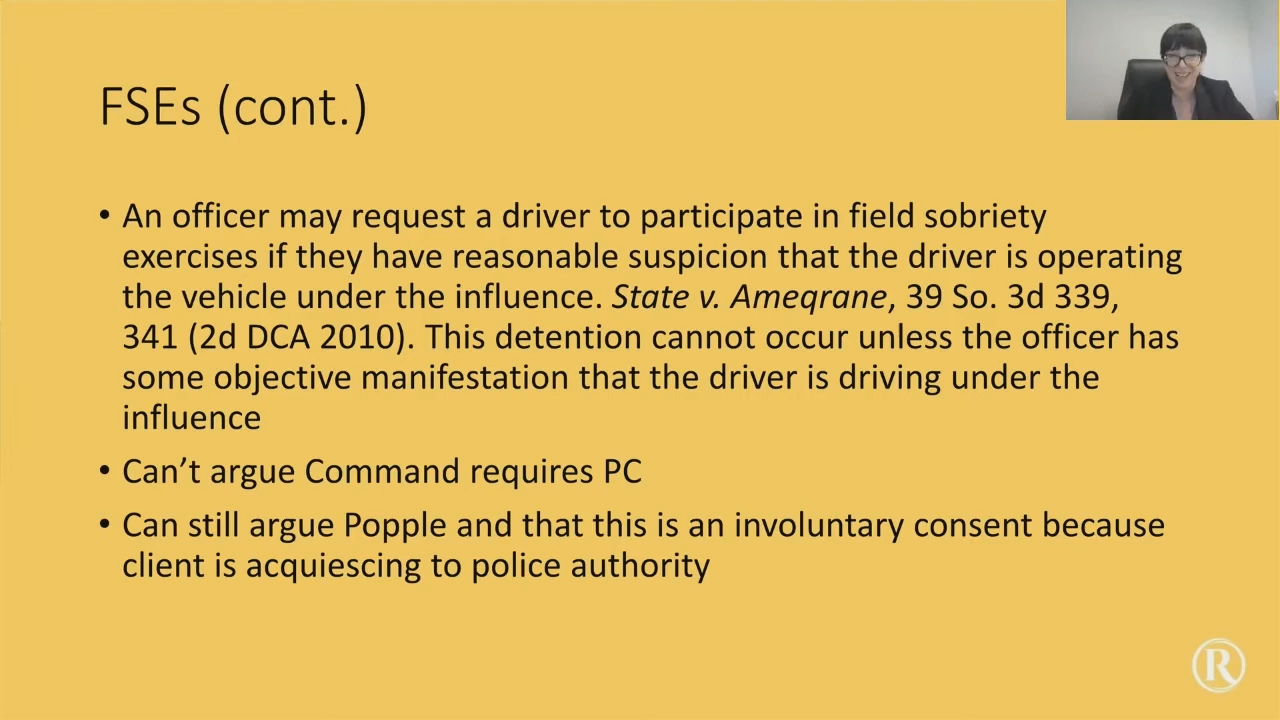 FSEs (cont.)
• An officer may request a driver to participate in field sobriety
exercises if they have reasonable suspicion that the driver is operating
the vehicle under the influence. State v. Ameqrane, 39 So. 3d 339,
341 (2d DCA 2010). This detention cannot occur unless the officer has
some objective manifestation that the driver is driving under the
influence
• Can’t argue Command requires PC
• Can still argue Popple and that this is an involuntary consent because
client is acquiescing to police authority
R